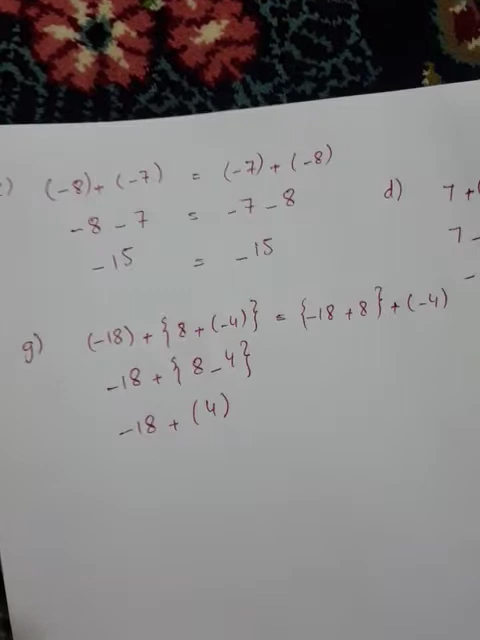 (-8) + (-7) = (-7) + (-8)
-8 - 7 = -7 - 8
-15 = -15
d) 7 + (
7 -
-
g) (-18) + {8 + (-4)} = {-18 + 8} + (-4)
-18 + {8 - 4}
-18 + (4)